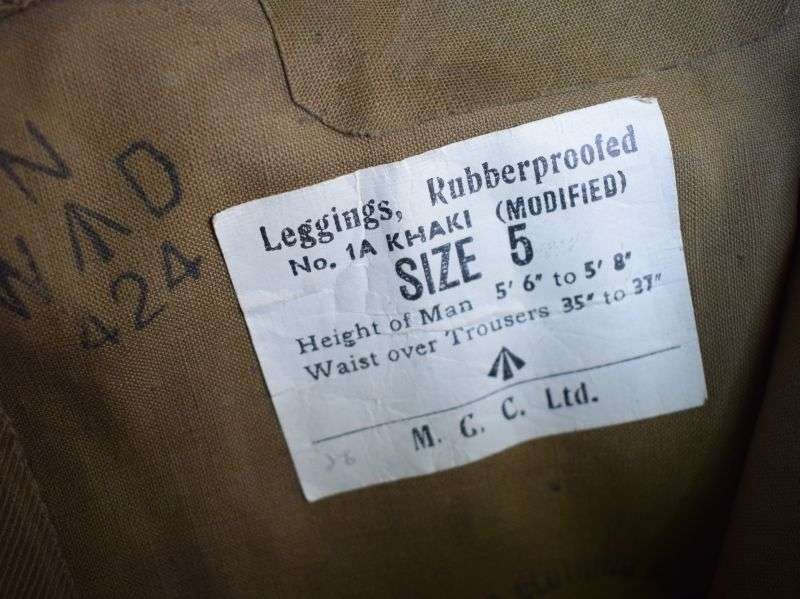 N
W D
424
Leggings, Rubberproofed
No. 1A KHAKI (MODIFIED)
SIZE 5
Height of Man 5' 6" to 5' 8"
Waist over Trousers 35" to 37"
M. G. C. Ltd.